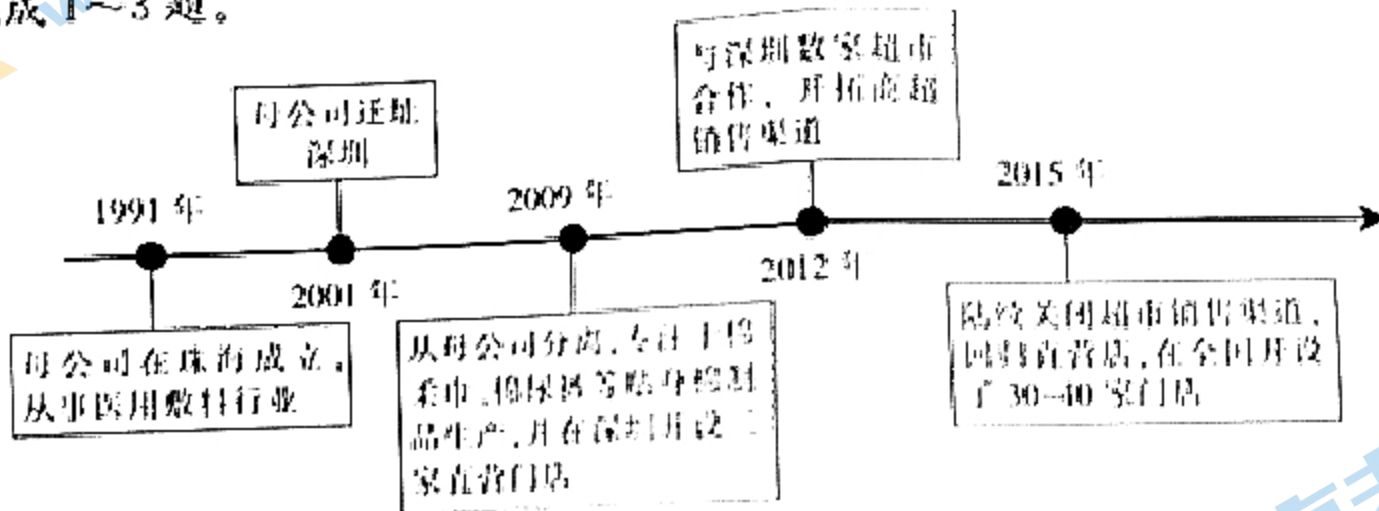 成1~3题。
母公司迁址
深圳
与深圳数家超市
合作，开拓商超
销售渠道
1991年
2009年
2015年
2001年
2012年
母公司在珠海成立，
从事医用敷料行业
从母公司分离，专注于棉
柔巾、棉尿裤等贴身棉制
品生产，并在深圳开设
家直营门店
陆续关闭超市销售渠道，
回归直营店，在全国开设
了30-40家门店